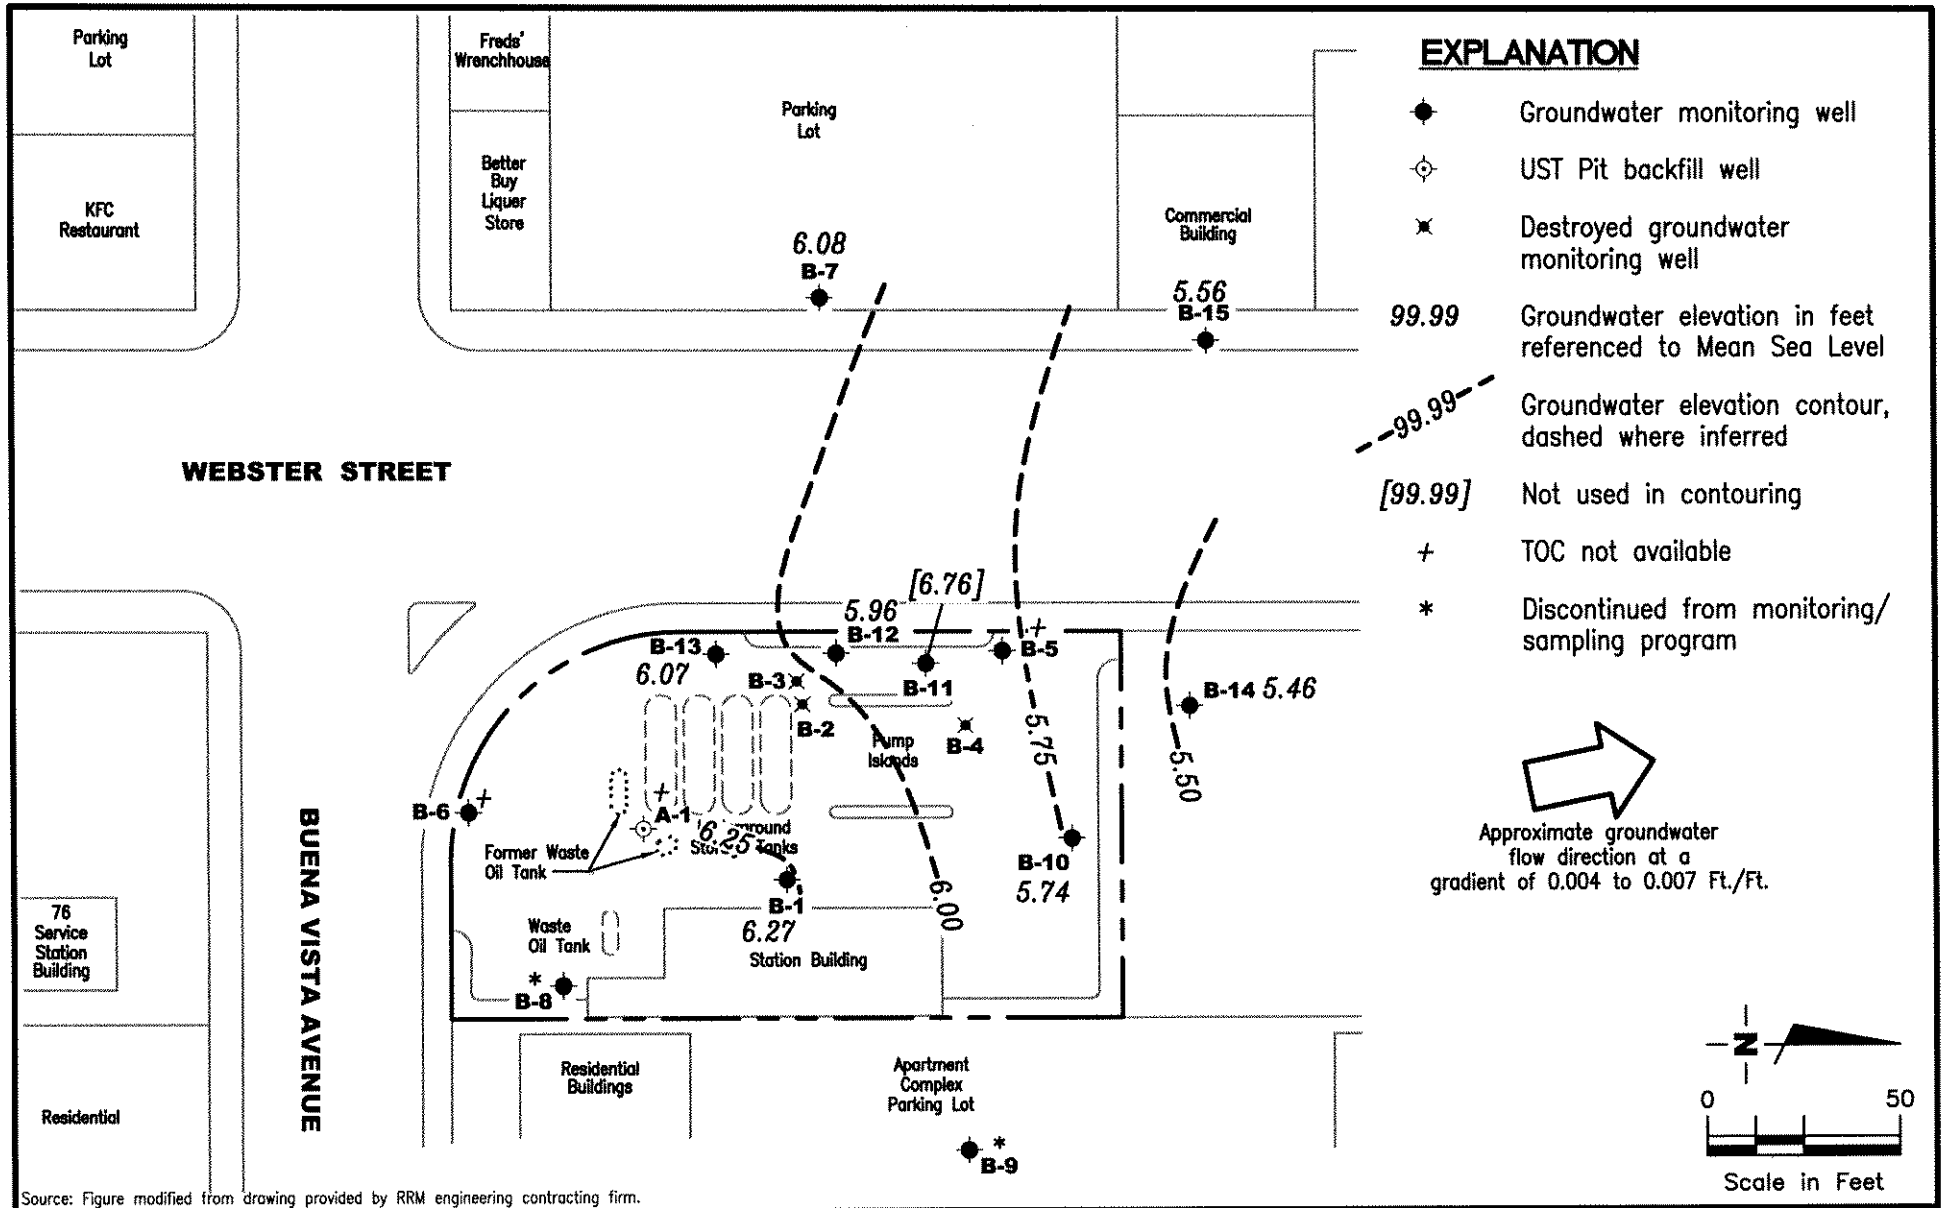 Parking
Lot
Freds'
Wrenchhouse
Parking
Lot
KFC
Restaurant
Better
Buy
Liquer
Store
Commercial
Building
6.08
B-7
5.56
B-15
EXPLANATION
Groundwater monitoring well
UST Pit backfill well
Destroyed groundwater
monitoring well
99.99 Groundwater elevation in feet
referenced to Mean Sea Level
99.99 Groundwater elevation contour,
dashed where inferred
[99.99] Not used in contouring
+ TOC not available
* Discontinued from monitoring/
sampling program
WEBSTER STREET
[6.76]
5.96
B-12
B-13
6.07
B-3
B-2
B-11
+
B-5
B-4
Pump
Islands
5.75
B-14 5.46
5.50
B-6
+
+
A-1
6.25
Tanks
Former Waste
Oil Tank
B-10
5.74
B-1
6.27
6.00
Station Building
Waste
Oil Tank
*
B-8
BUENA VISTA AVENUE
76
Service
Station
Building
Residential
Residential
Buildings
Apartment
Complex
Parking Lot
*
B-9
Approximate groundwater
flow direction at a
gradient of 0.004 to 0.007 Ft./Ft.
N
0 50
Scale in Feet
Source: Figure modified from drawing provided by RRM engineering contracting firm.